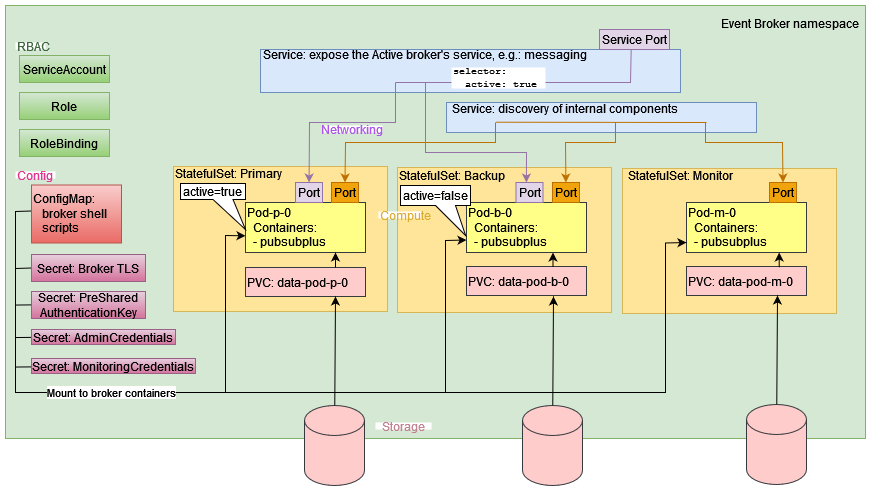 Event Broker namespace
Service Port
RBAC
ServiceAccount
Role
RoleBinding
Service: expose the Active broker's service, e.g.: messaging
selector:
active: true
Service: discovery of internal components
Networking
Config
ConfigMap:
broker shell
scripts
Secret: Broker TLS
Secret: PreShared
AuthenticationKey
Secret: AdminCredentials
Secret: MonitoringCredentials
Mount to broker containers
StatefulSet: Primary
active=true
Port
Port
Pod-p-0
Containers:
- pubsubplus
PVC: data-pod-p-0
Compute
StatefulSet: Backup
active=false
Port
Port
Pod-b-0
Containers:
- pubsubplus
PVC: data-pod-b-0
StatefulSet: Monitor
Port
Pod-m-0
Containers:
- pubsubplus
PVC: data-pod-m-0
Storage